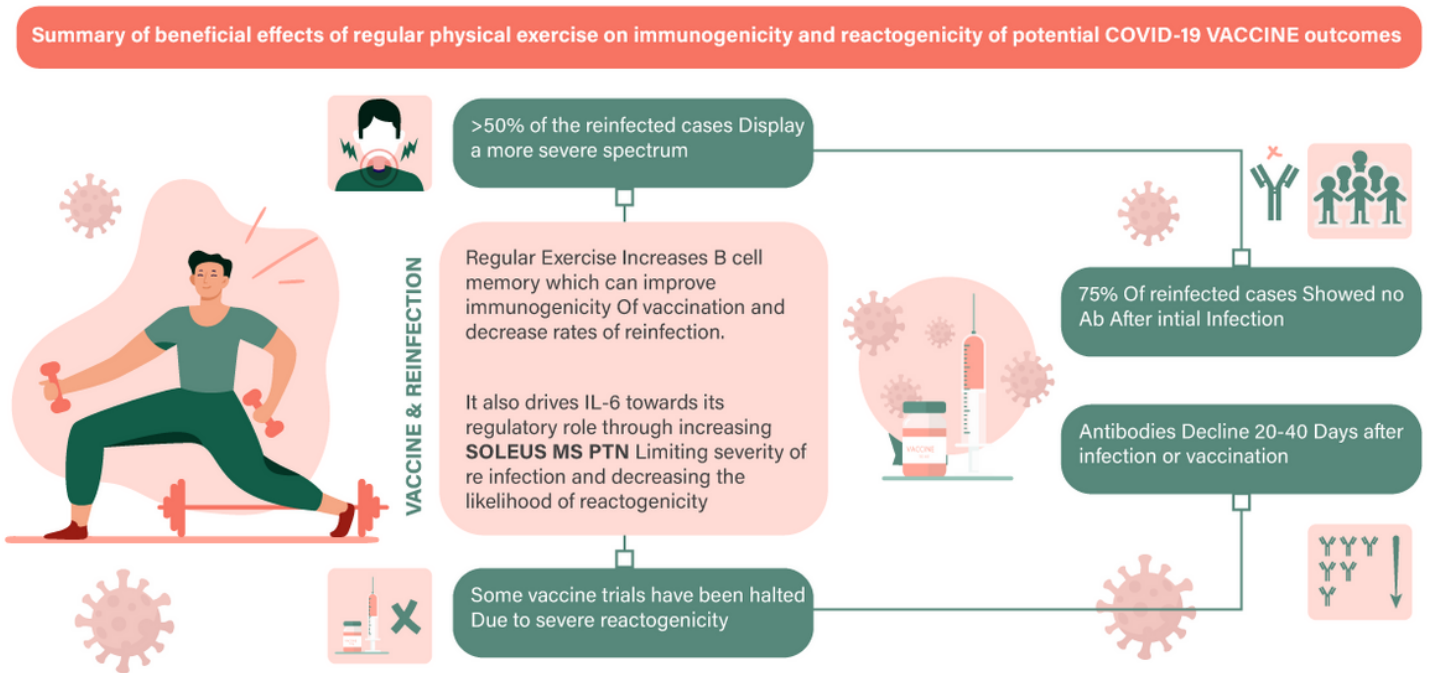 Summary of beneficial effects of regular physical exercise on immunogenicity and reactogenicity of potential COVID-19 VACCINE outcomes
>50% of the reinfected cases Display
a more severe spectrum
VACCINE & REINFECTION
Regular Exercise Increases B cell
memory which can improve
immunogenicity Of vaccination and
decrease rates of reinfection.
It also drives IL-6 towards its
regulatory role through increasing
SOLEUS MS PTN Limiting severity of
re infection and decreasing the
likelihood of reactogenicity
Some vaccine trials have been halted
Due to severe reactogenicity
VACCINE
75% Of reinfected cases Showed no
Ab After intial Infection
Antibodies Decline 20-40 Days after
infection or vaccination